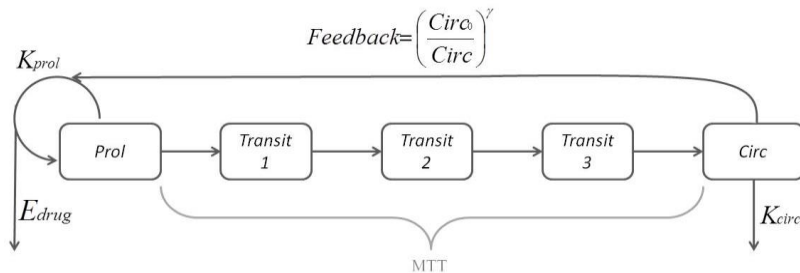 Feedback=(Circ₀/Circ)^γ
Kprol
Prol
Transit 1
Transit 2
Transit 3
Circ
Edrug
Kcirc
MTT